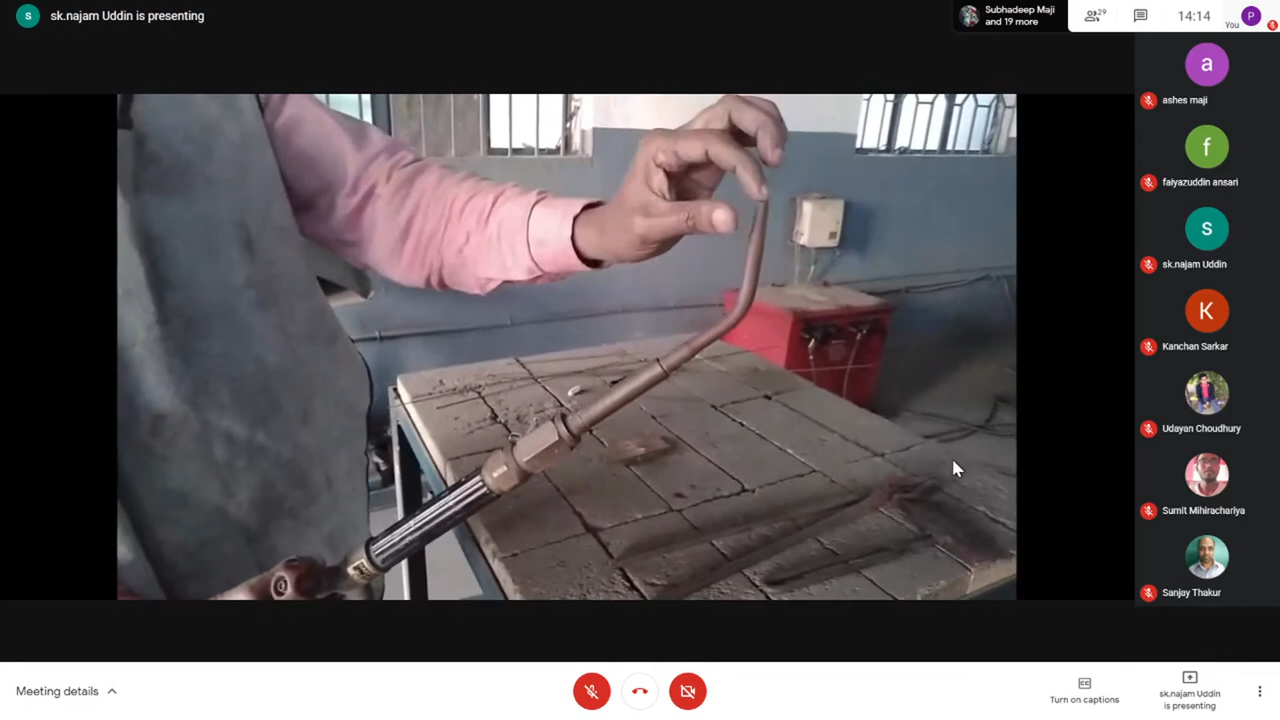 s
sk.najam Uddin is presenting
Subhadeep Maji
and 19 more
29
14:14
You
P
a
ashes maji
f
faiyazuddin ansari
s
sk.najam Uddin
K
Kanchan Sarkar
Udayan Choudhury
Sumit Mihirachariya
Sanjay Thakur
Meeting details
CC
Turn on captions
sk.najam Uddin
is presenting